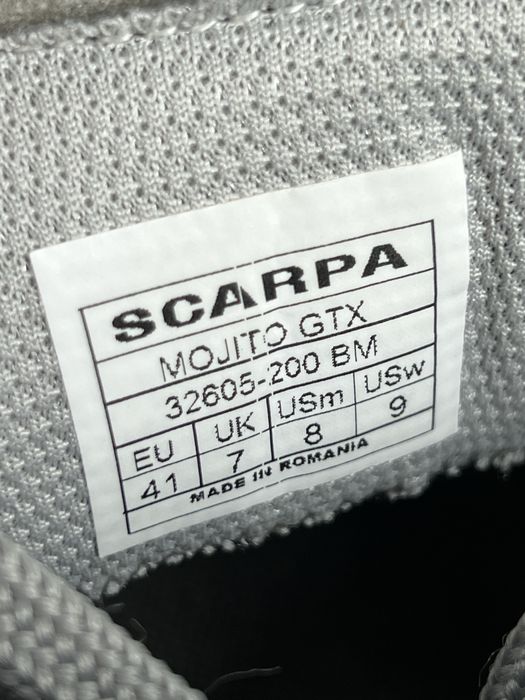 SCARPA
MOJITO GTX
32605-200 BM
EU UK USm USw
41 7 8 9
MADE IN ROMANIA